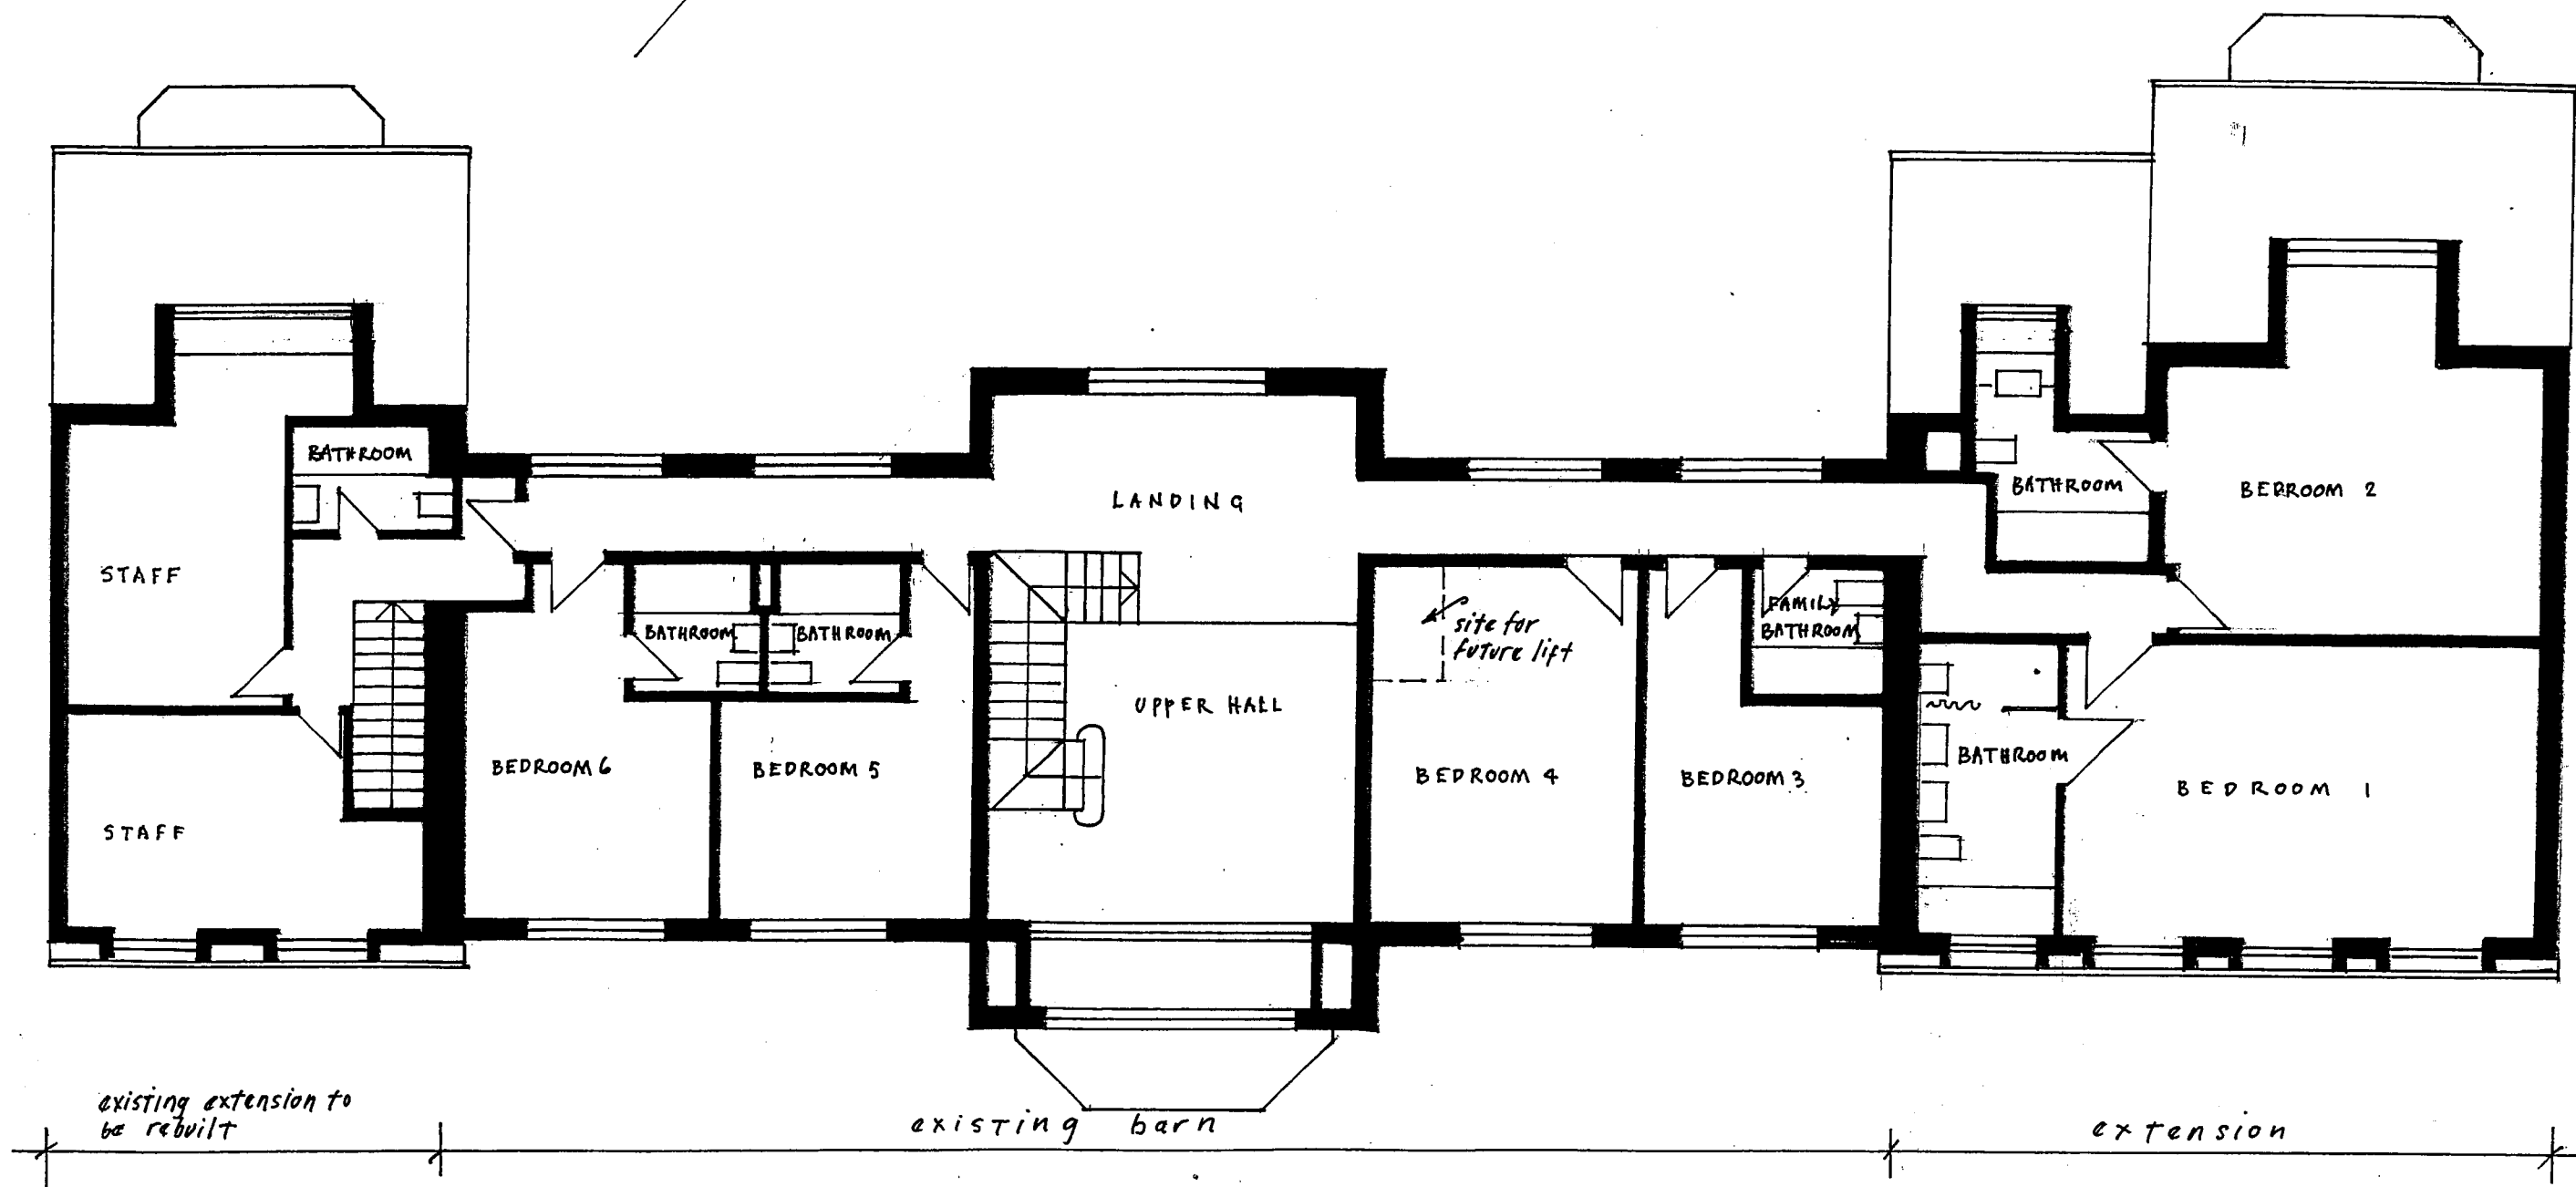 BATHROOM
STAFF
STAFF
BEDROOM 6
BATHROOM
BATHROOM
BEDROOM 5
LANDING
UPPER HALL
site for
future lift
BEDROOM 4
FAMILY
BATHROOM
BEDROOM 3
BATHROOM
BEDROOM 2
BATHROOM
BEDROOM 1
existing extension to
be rebuilt
existing barn
extension